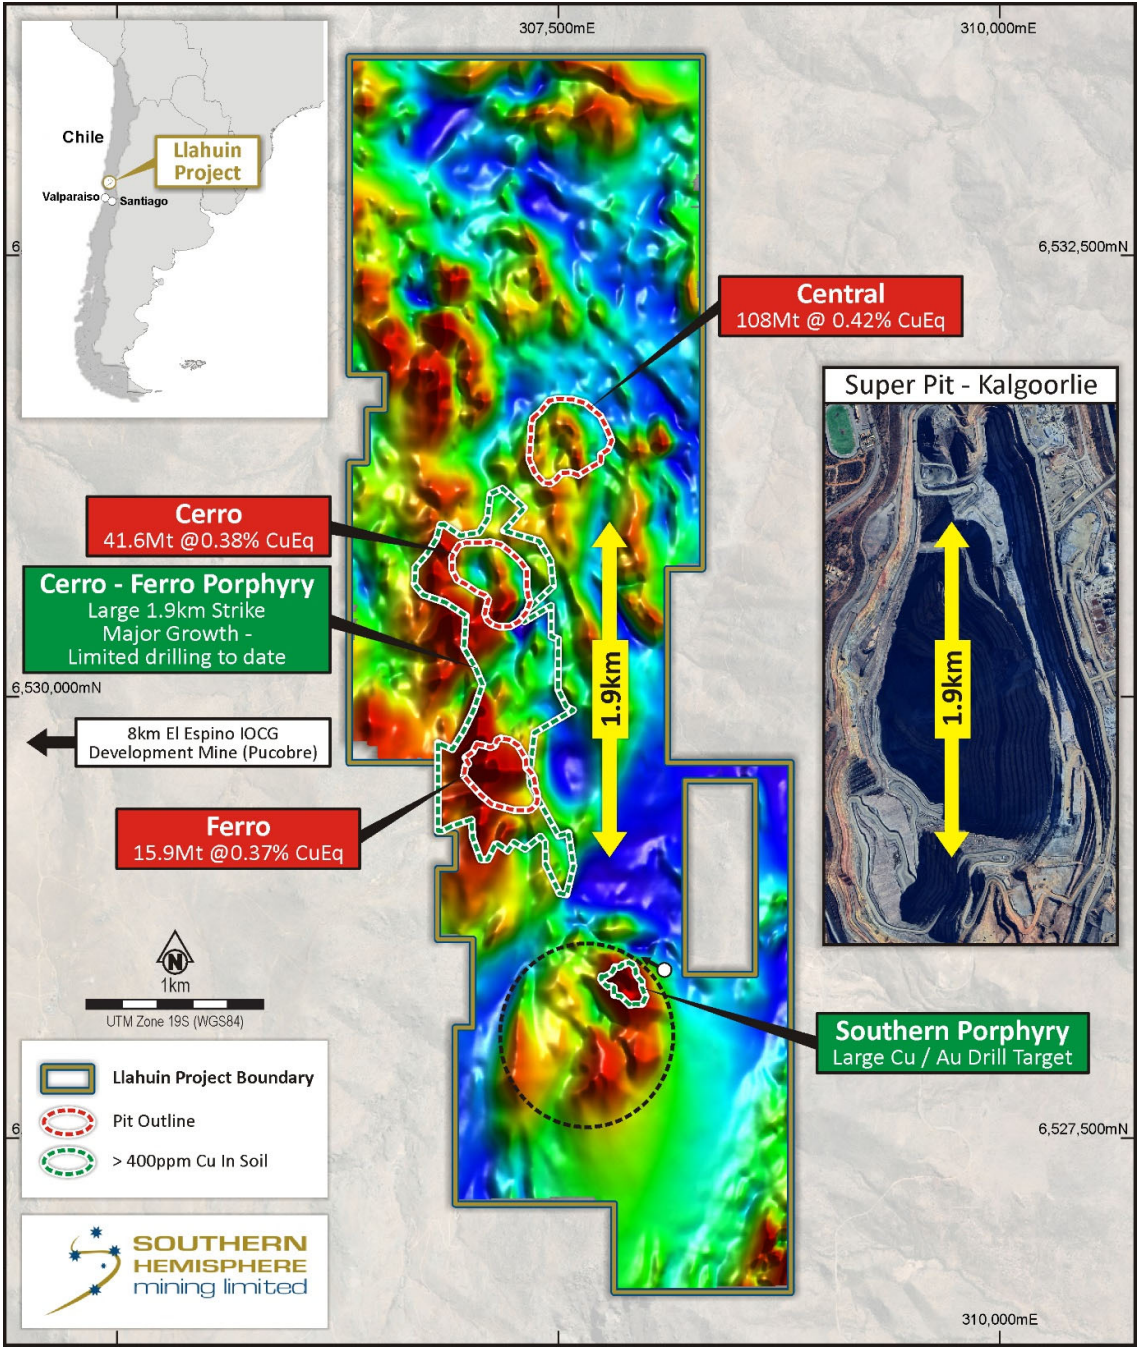 307,500mE
310,000mE
Chile
Llahuin
Project
Valparaiso
Santiago
6,532,500mN
Central
108Mt @ 0.42% CuEq
Super Pit - Kalgoorlie
Cerro
41.6Mt @0.38% CuEq
Cerro - Ferro Porphyry
Large 1.9km Strike
Major Growth -
Limited drilling to date
1.9km
1.9km
6,530,000mN
8km El Espino IOCG
Development Mine (Pucobre)
Ferro
15.9Mt @0.37% CuEq
N
1km
UTM Zone 19S (WGS84)
Southern Porphyry
Large Cu / Au Drill Target
Llahuin Project Boundary
Pit Outline
> 400ppm Cu In Soil
6,527,500mN
SOUTHERN
HEMISPHERE
mining limited
310,000mE